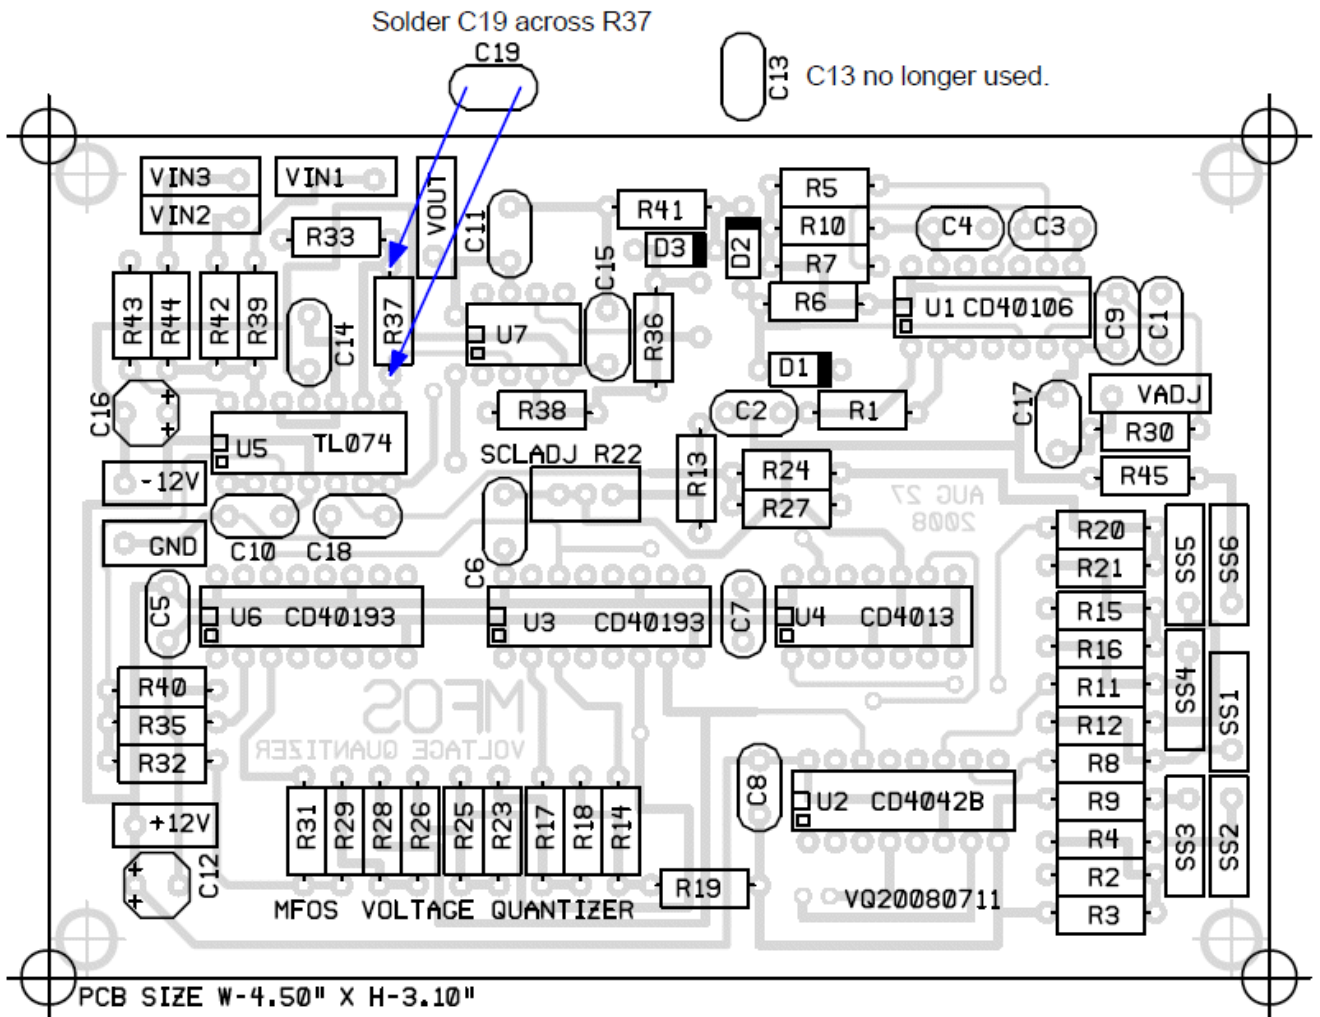 Solder C19 across R37
C19
C13
C13 no longer used.
VIN3
VIN1
VIN2
VOUT
R33
C11
R41
D3
D2
C15
R5
R10
R7
R6
C4
C3
U1 CD40106
C9
C1
R43
R44
R42
R39
C14
R37
U7
R36
D1
C16
R38
C2
R1
C17
VADJ
R30
R45
U5
TL074
SCLADJ R22
R13
R24
R27
AUG 27
2008
-12V
GND
C10
C18
C6
R20
R21
SS5
SS6
C5
U6 CD40193
U3 CD40193
C7
U4 CD4013
R15
R16
R11
R12
SS4
SS1
R40
R35
R32
MFOS
VOLTAGE QUANTIZER
R8
R9
R4
R2
R3
SS3
SS2
C8
U2 CD4042B
+12V
C12
R31
R29
R28
R26
R25
R23
R17
R18
R14
R19
VQ20080711
MFOS VOLTAGE QUANTIZER
PCB SIZE W-4.50" X H-3.10"